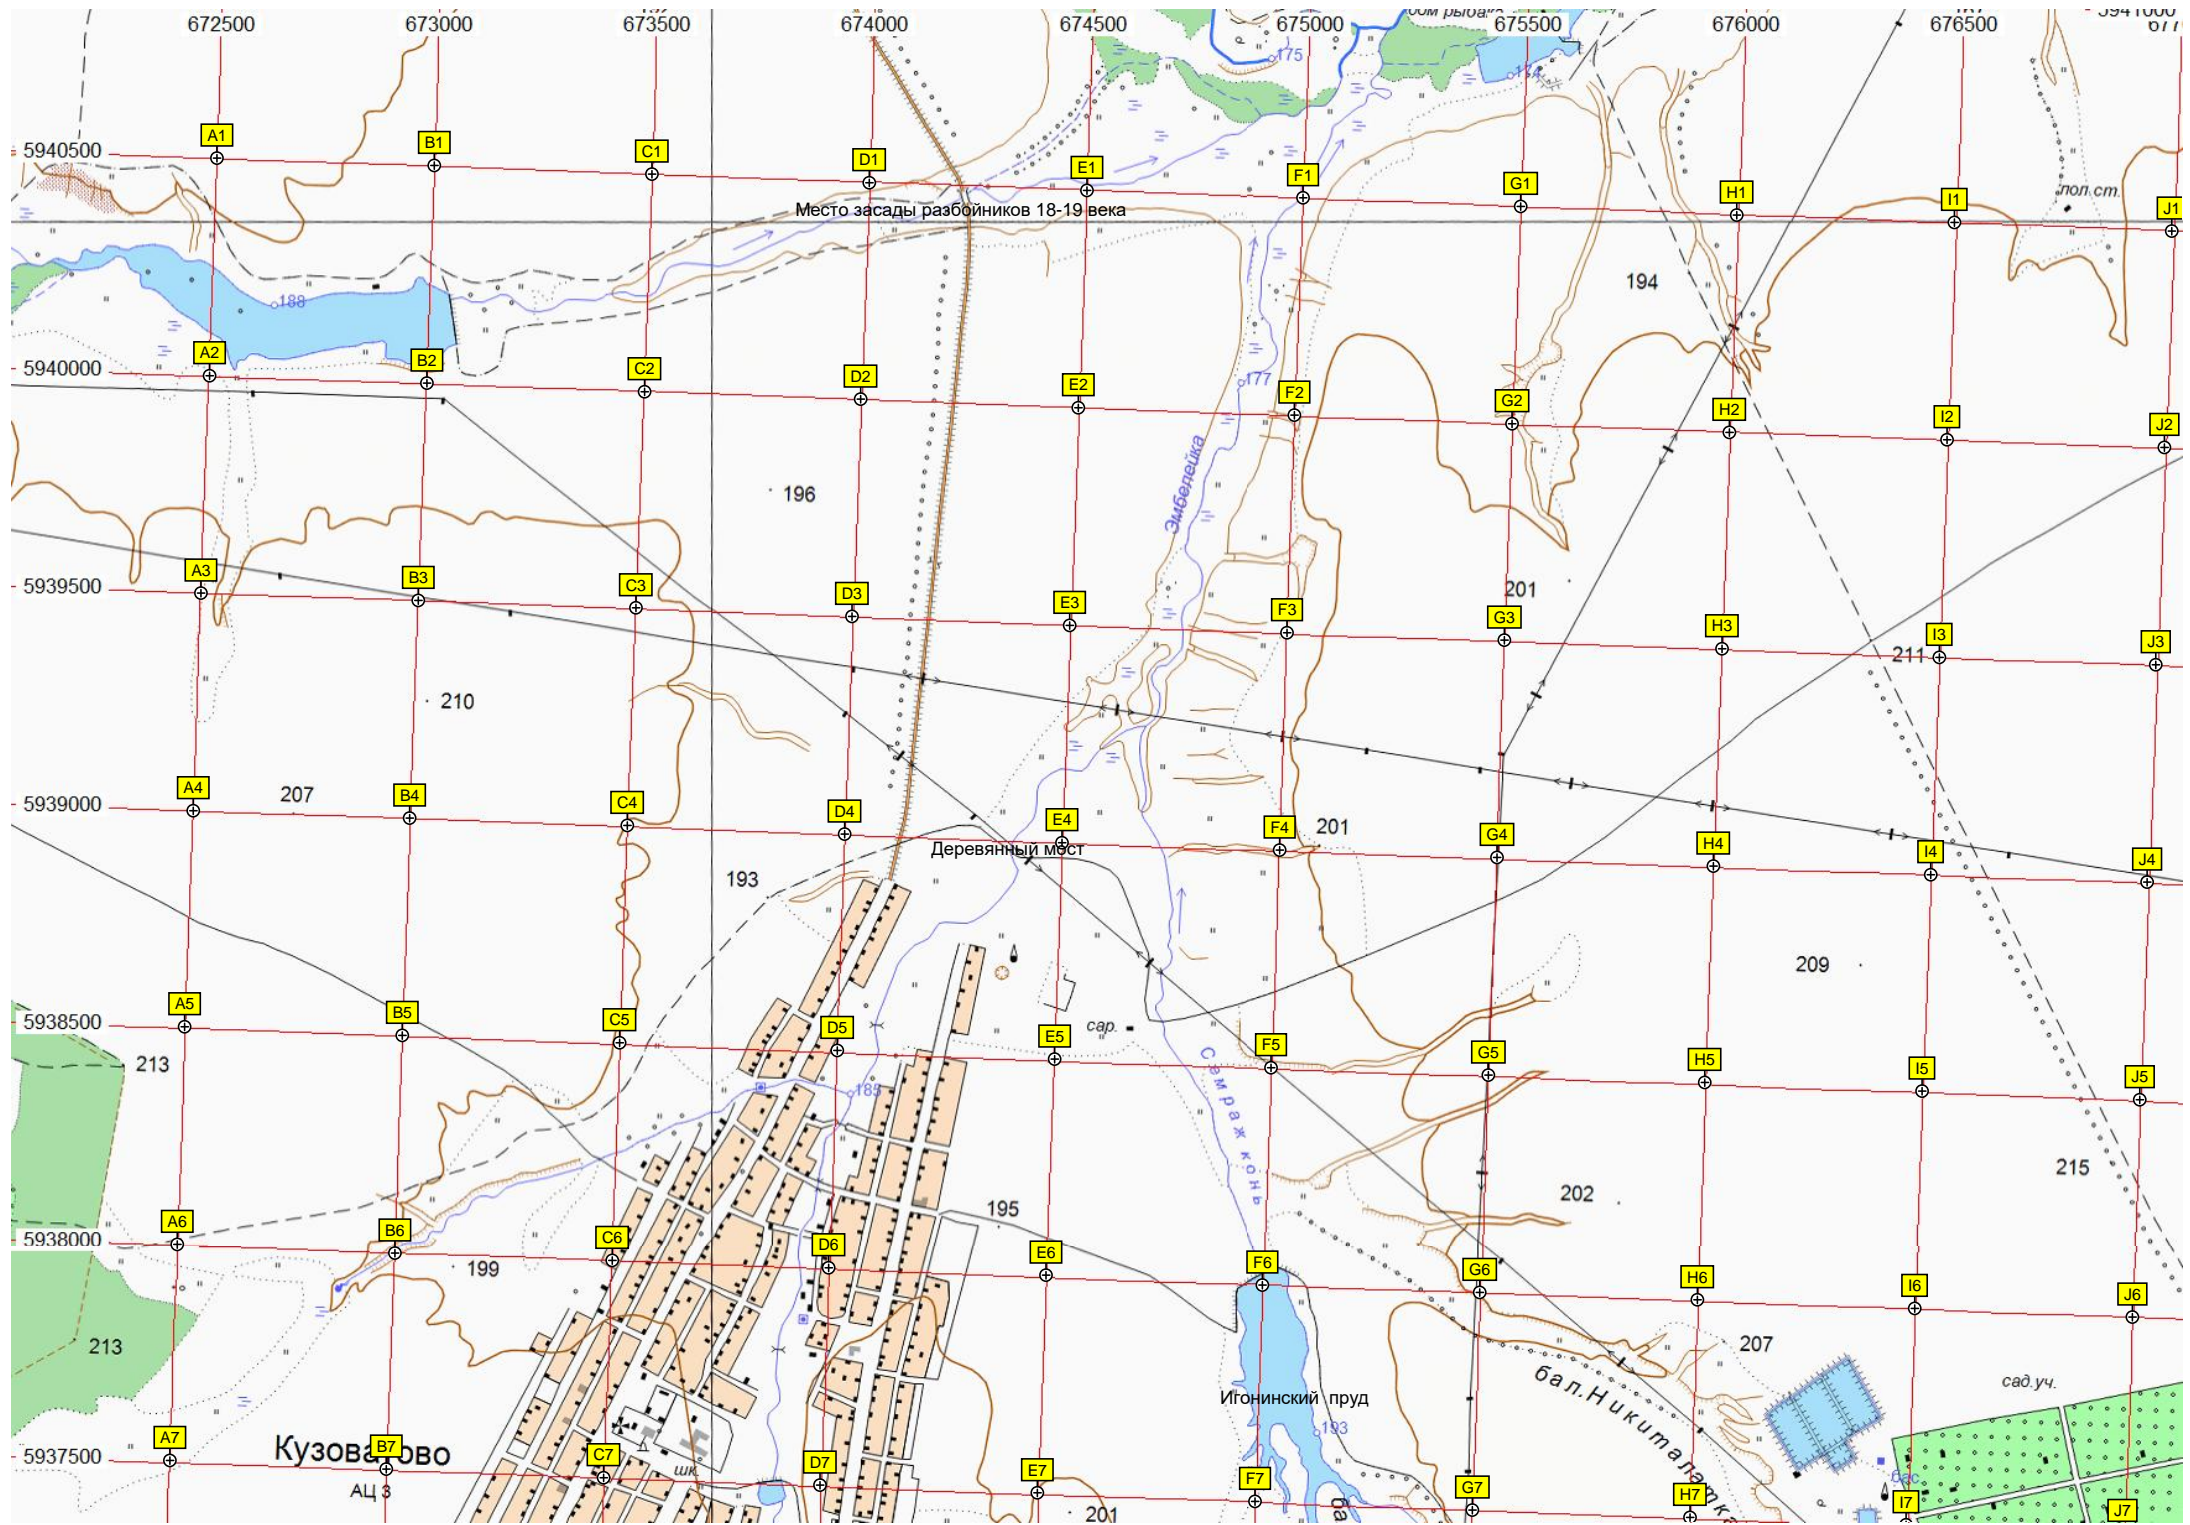 672500 673000 673500 674000 674500 675000 675500 676000 676500
5941000
175
174
A1 B1 C1 D1 E1 F1 G1 H1 I1 J1
5940500
пол.ст.
Место засады разбойников 18-19 века
194
188
A2 B2 C2 D2 E2 F2 G2 H2 I2 J2
5940000
177
Эмбелейка
196
A3 B3 C3 D3 E3 F3 G3 H3 I3 J3
5939500
201
211
210
A4 B4 C4 D4 E4 F4 G4 H4 I4 J4
5939000
207
201
Деревянный мост
193
209
A5 B5 C5 D5 E5 F5 G5 H5 I5 J5
5938500
сар.
213
185
Семраж конь
215
202
195
A6 B6 C6 D6 E6 F6 G6 H6 I6 J6
5938000
199
207
213
бал.Никиталатка
сад.уч.
Игонинский пруд
193
A7 B7 C7 D7 E7 F7 G7 H7 I7 J7
5937500
Кузоватово
шк.
бас.
АЦ 3
201
ба